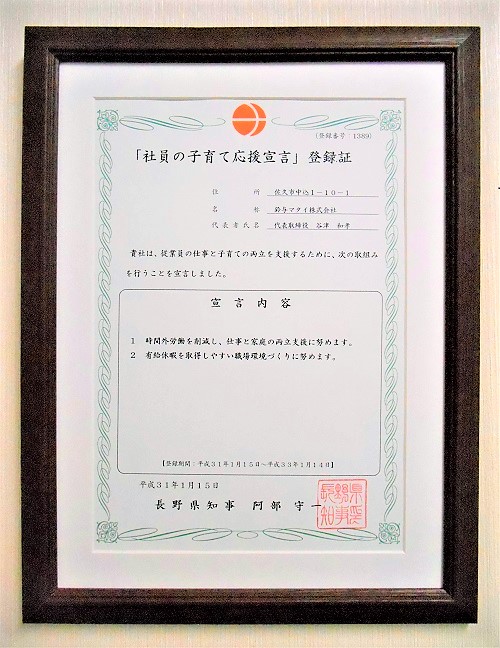 (登録番号：1389)
「社員の子育て応援宣言」登録証
住所 佐久市中込1-10-1
名称 鈴与マタイ株式会社
代表者氏名 代表取締役 谷津 和孝
貴社は、従業員の仕事と子育ての両立を支援するために、次の取組み
を行うことを宣言しました。
宣言内容
1 時間外労働を削減し、仕事と家庭の両立支援に努めます。
2 有給休暇を取得しやすい職場環境づくりに努めます。
【登録期間：平成31年1月15日～平成33年1月14日】
平成31年1月15日
長野県知事 阿部 守一
長野県知事印